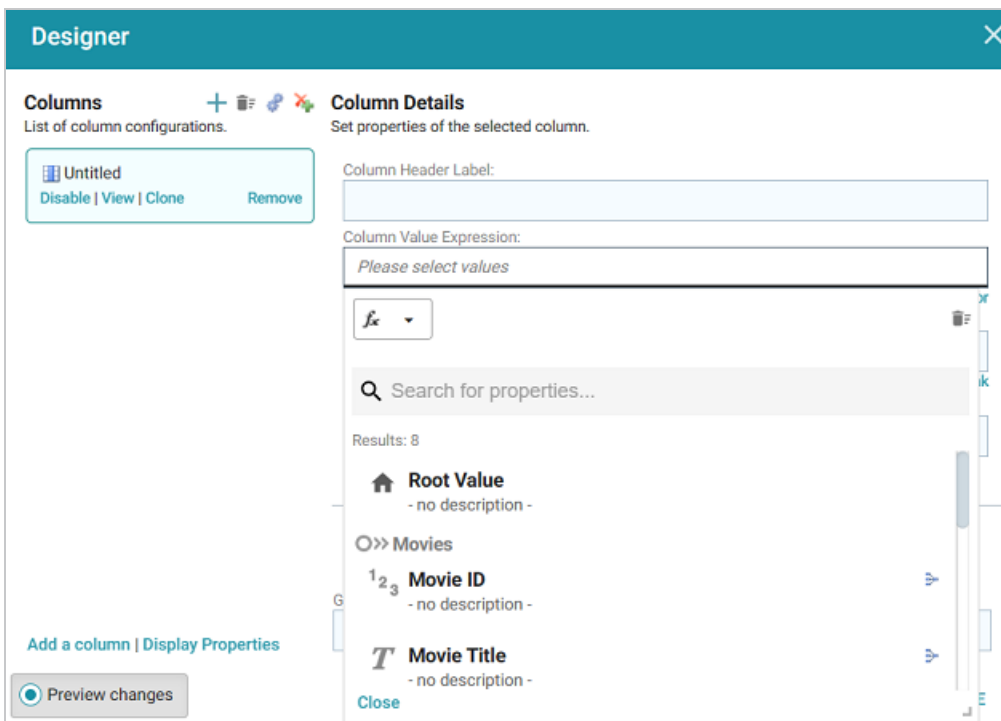 Designer
Columns
List of column configurations.
Untitled
Disable | View | Clone Remove
Add a column | Display Properties
Preview changes
Column Details
Set properties of the selected column.
Column Header Label:
Column Value Expression:
Please select values
fx
Search for properties...
Results: 8
Root Value
- no description -
Movies
123 Movie ID
- no description -
T Movie Title
- no description -
Close